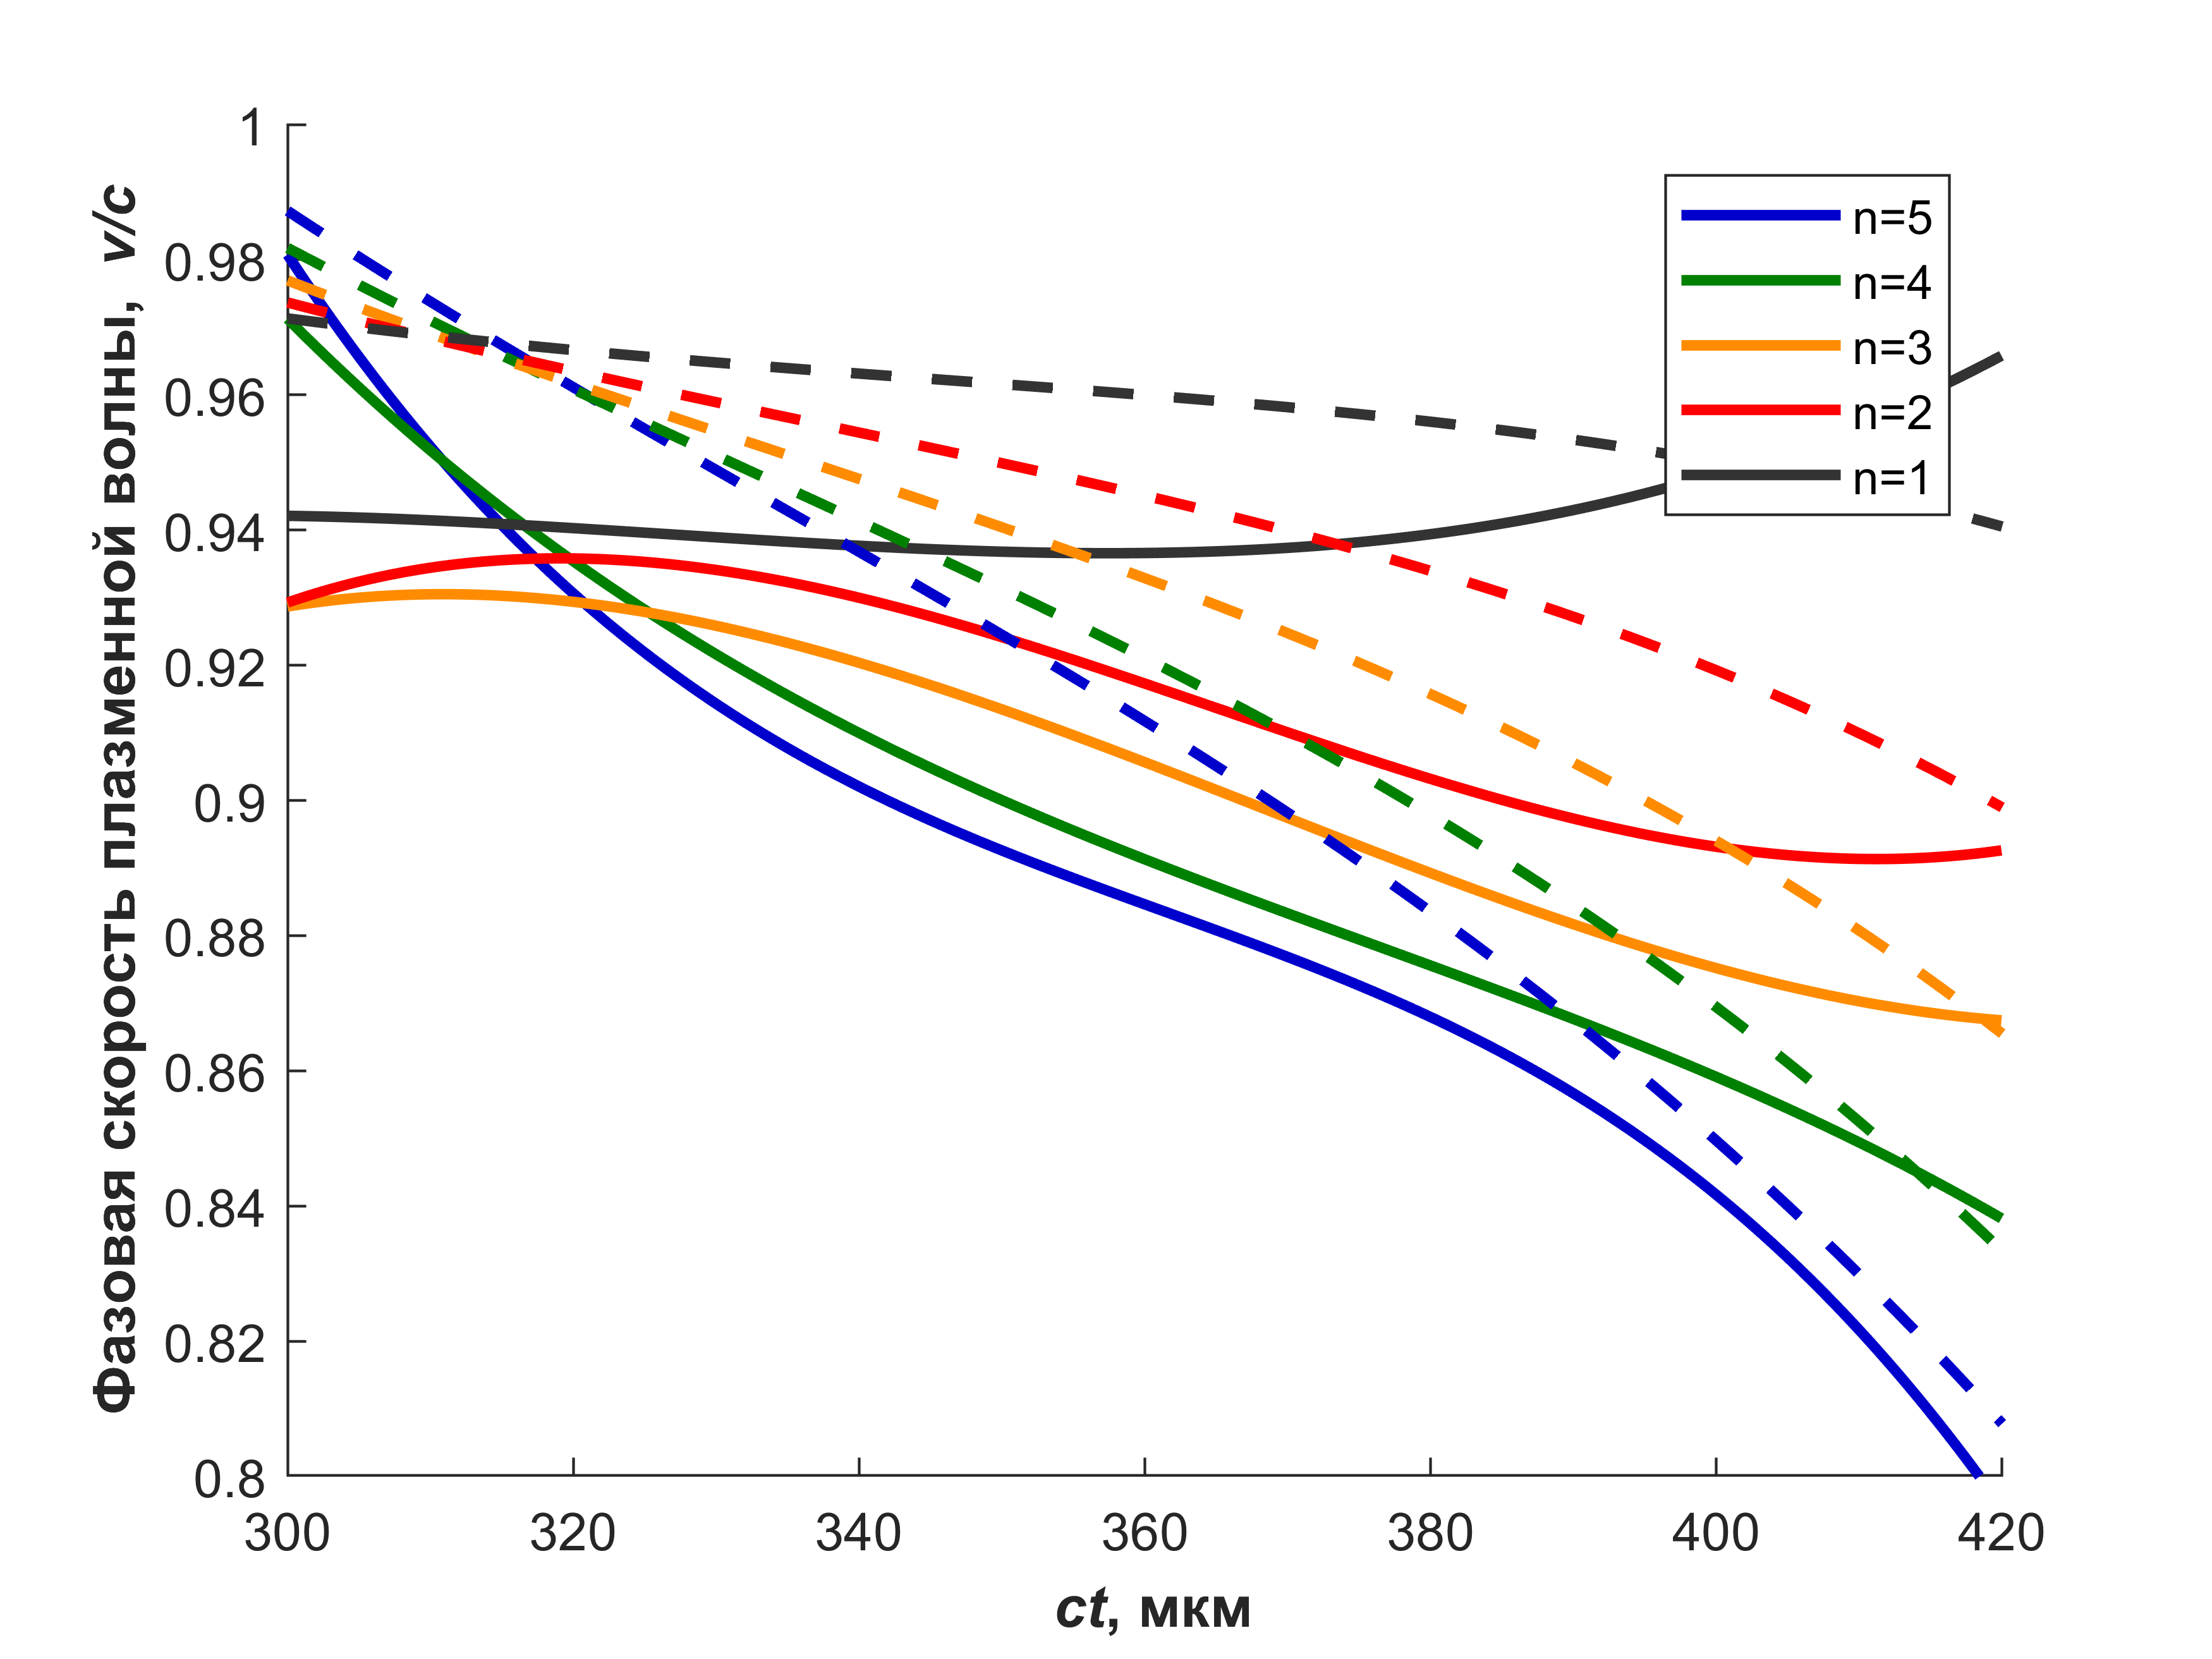 Фазовая скорость плазменной волны, v/c
1
0.98
0.96
0.94
0.92
0.9
0.88
0.86
0.84
0.82
0.8
300 320 340 360 380 400 420
ct, мкм
n=5
n=4
n=3
n=2
n=1